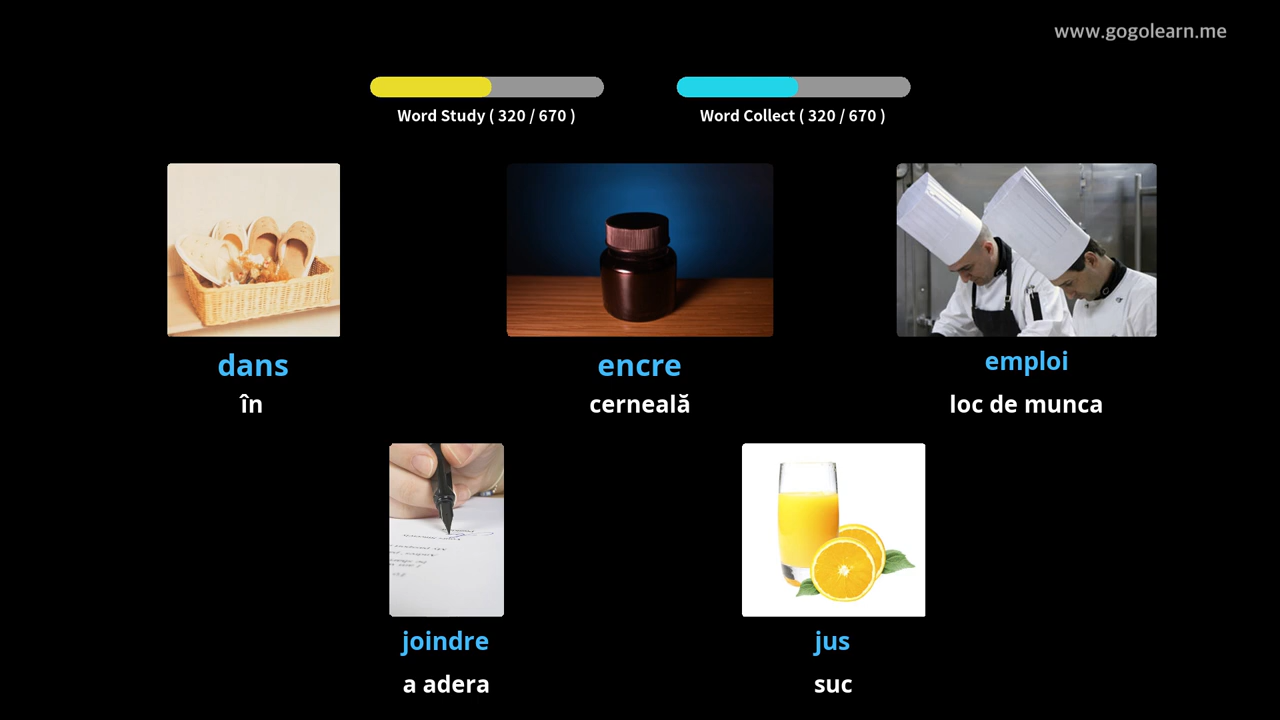 www.gogolearn.me
Word Study ( 320 / 670 )
Word Collect ( 320 / 670 )
dans
în
encre
cerneală
emploi
loc de munca
joindre
a adera
jus
suc